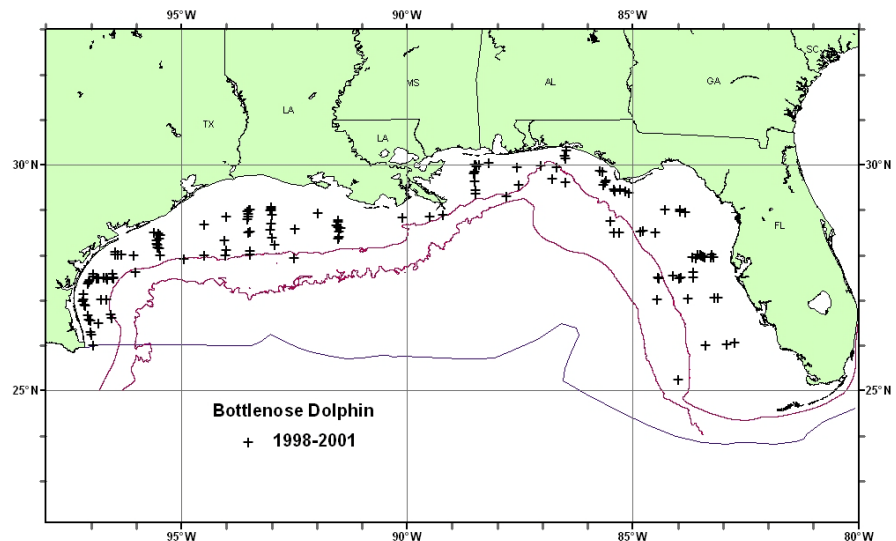 95°W 90°W 85°W
SC
MS AL GA
LA
TX
LA
30°N 30°N
FL
25°N 25°N
Bottlenose Dolphin
+ 1998-2001
95°W 90°W 85°W 80°W